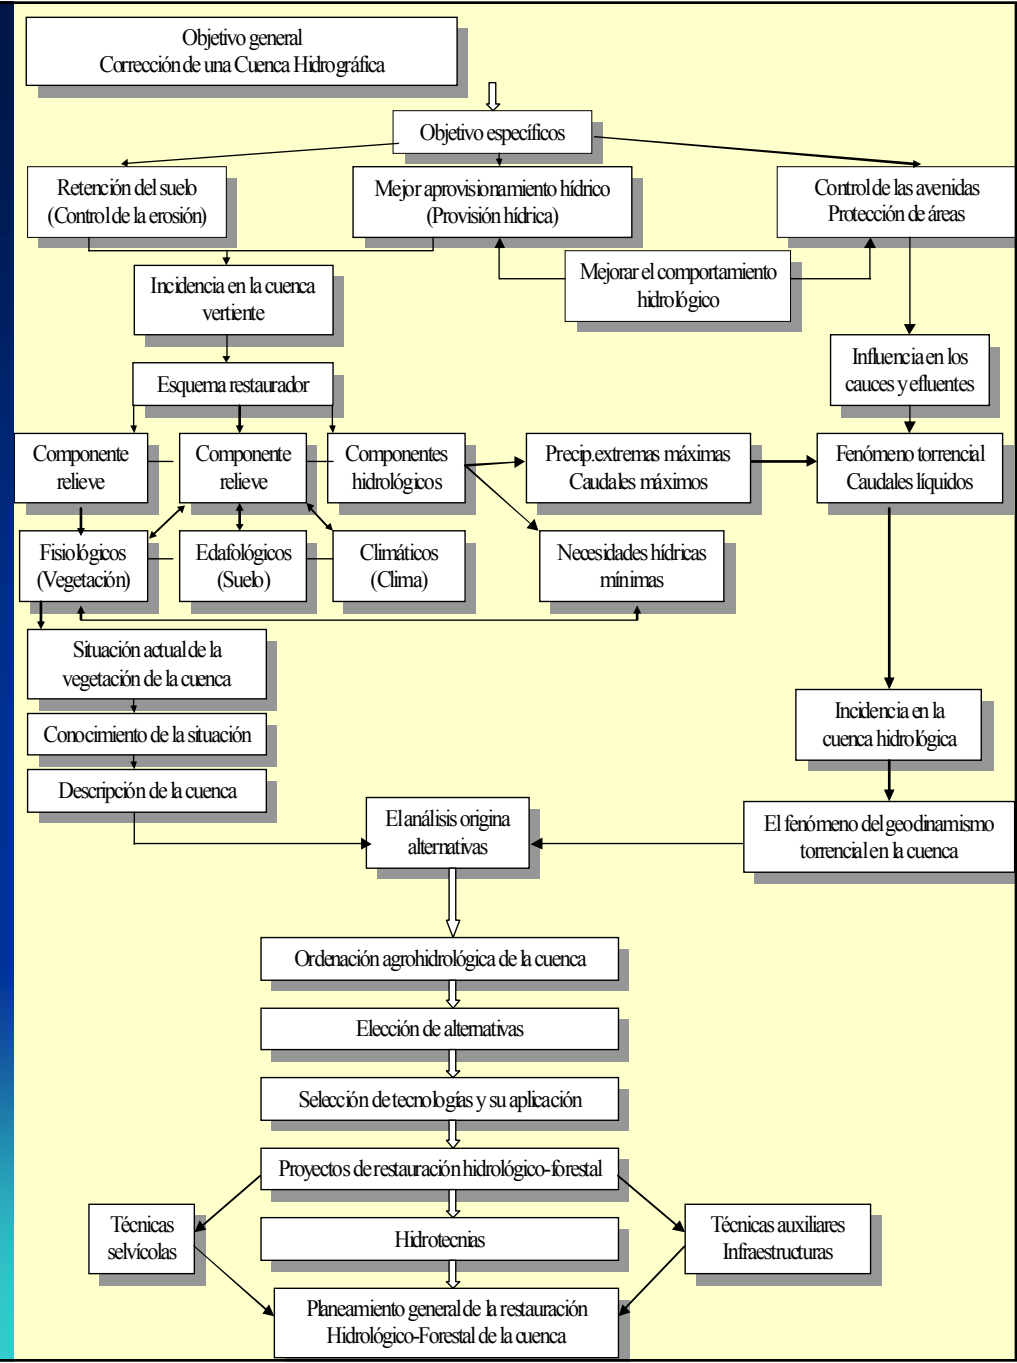 Objetivo general
Corrección de una Cuenca Hidrográfica
Objetivo específicos
Retención del suelo
(Control de la erosión)
Mejor aprovisionamiento hídrico
(Provisión hídrica)
Control de las avenidas
Protección de áreas
Mejorar el comportamiento
hidrológico
Incidencia en la cuenca
vertiente
Influencia en los
cauces y efluentes
Esquema restaurador
Componente
relieve
Componente
relieve
Componentes
hidrológicos
Precip.extremas máximas
Caudales máximos
Fenómeno torrencial
Caudales líquidos
Fisiológicos
(Vegetación)
Edafológicos
(Suelo)
Climáticos
(Clima)
Necesidades hídricas
mínimas
Situación actual de la
vegetación de la cuenca
Conocimiento de la situación
Descripción de la cuenca
Incidencia en la
cuenca hidrológica
El análisis origina
alternativas
El fenómeno del geodinamismo
torrencial en la cuenca
Ordenación agrohidrológica de la cuenca
Elección de alternativas
Selección de tecnologías y su aplicación
Proyectos de restauración hidrológico-forestal
Técnicas
selvícolas
Hidrotecnias
Técnicas auxiliares
Infraestructuras
Planeamiento general de la restauración
Hidrológico-Forestal de la cuenca